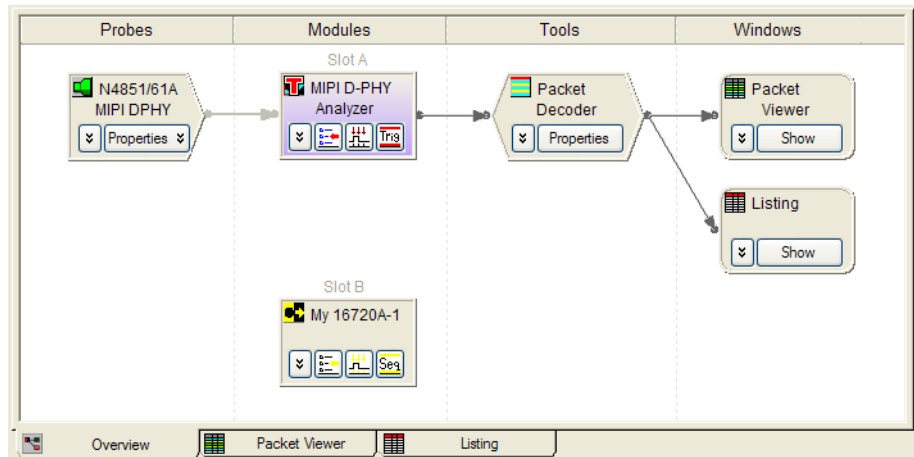 Probes Modules Tools Windows
Slot A
N4851/61A
MIPI DPHY
Properties
MIPI D-PHY
Analyzer
Trig
Packet
Decoder
Properties
Packet
Viewer
Show
Listing
Show
Slot B
My 16720A-1
Seq
Overview Packet Viewer Listing